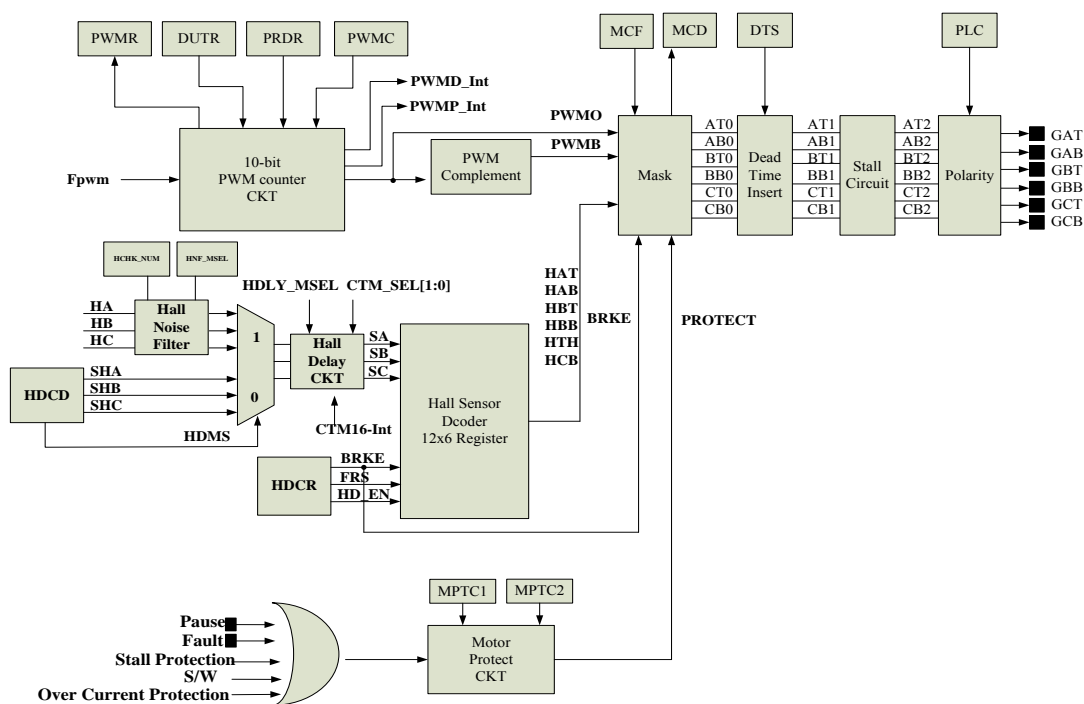 PWMR
DUTR
PRDR
PWMC
MCF
MCD
DTS
PLC
PWMD_Int
PWMP_Int
10-bit
PWM counter
CKT
Fpwm
PWMO
PWMB
PWM
Complement
Mask
AT0
AB0
BT0
BB0
CT0
CB0
Dead
Time
Insert
AT1
AB1
BT1
BB1
CT1
CB1
Stall
Circuit
AT2
AB2
BT2
BB2
CT2
CB2
Polarity
GAT
GAB
GBT
GBB
GCT
GCB
HCHK_NUM
HNF_MSEL
HA
HB
HC
Hall
Noise
Filter
HDLY_MSEL
CTM_SEL[1:0]
1
0
Hall
Delay
CKT
SA
SB
SC
HDCD
SHA
SHB
SHC
HDMS
CTM16-Int
Hall Sensor
Dcoder
12x6 Register
HAT
HAB
HBT
HBB
HTH
HCB
BRKE
PROTECT
HDCR
BRKE
FRS
HD_EN
MPTC1
MPTC2
Pause
Fault
Stall Protection
S/W
Over Current Protection
Motor
Protect
CKT